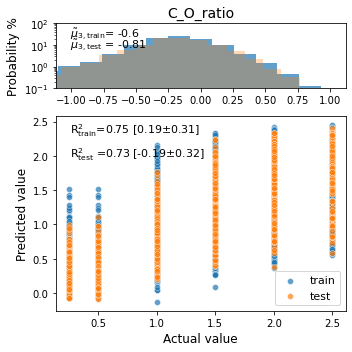 C_O_ratio
Probability %
10²
10¹
10⁰
10⁻¹
μ̃₃,train= -0.6
μ̃₃,test = -0.81
-1.00 -0.75 -0.50 -0.25 0.00 0.25 0.50 0.75 1.00
Predicted value
2.5
2.0
1.5
1.0
0.5
0.0
R²train=0.75 [0.19±0.31]
R²test =0.73 [-0.19±0.32]
train
test
0.5 1.0 1.5 2.0 2.5
Actual value